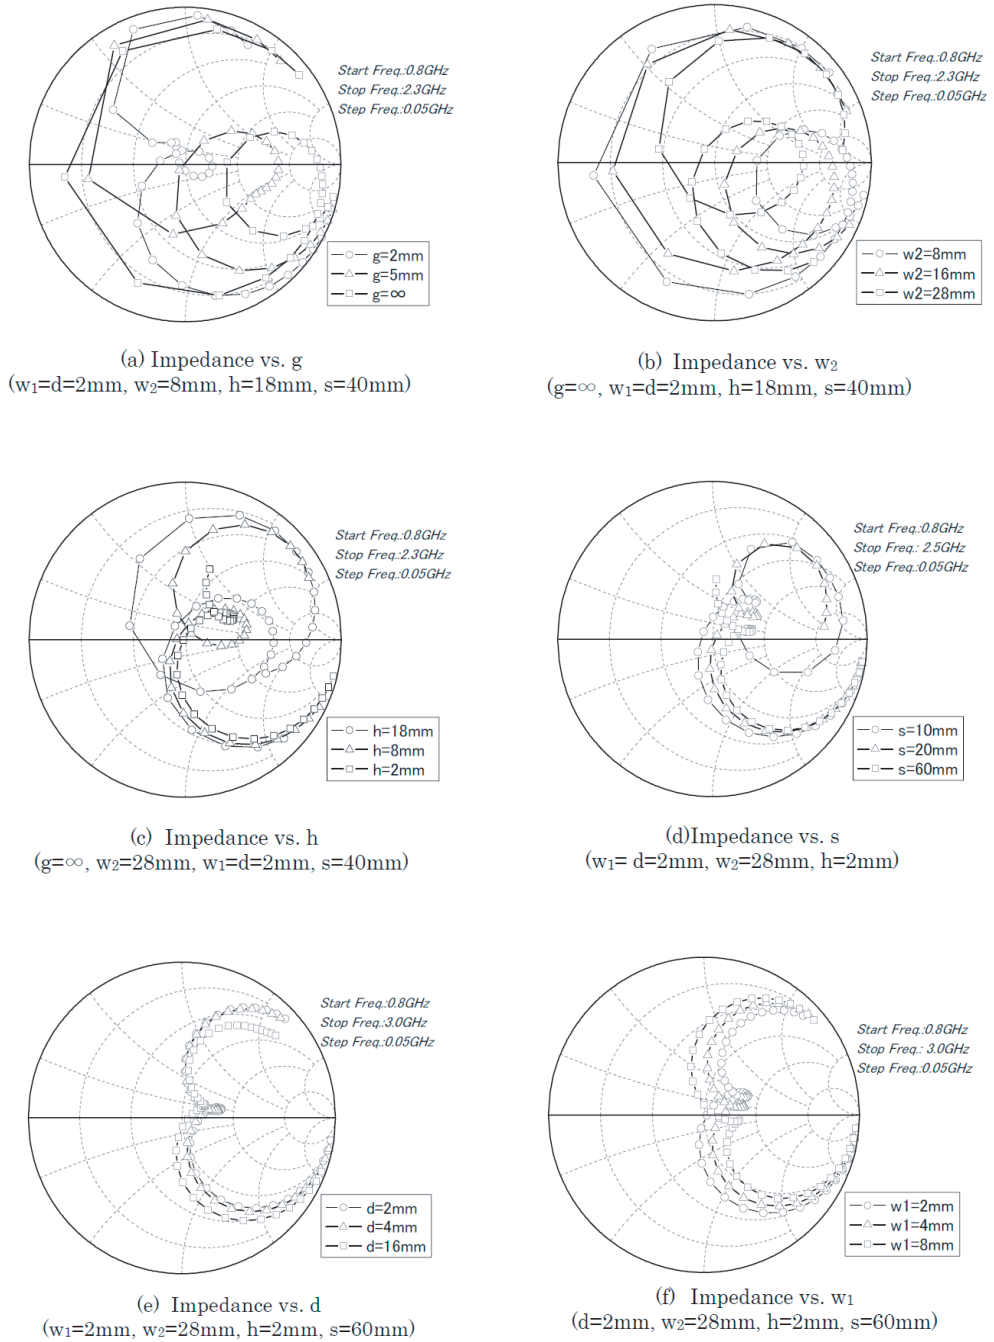 Start Freq.:0.8GHz
Stop Freq.:2.3GHz
Step Freq.:0.05GHz
g=2mm
g=5mm
g=∞
(a) Impedance vs. g
(w₁=d=2mm, w₂=8mm, h=18mm, s=40mm)
Start Freq.:0.8GHz
Stop Freq.:2.3GHz
Step Freq.:0.05GHz
w2=8mm
w2=16mm
w2=28mm
(b) Impedance vs. w₂
(g=∞, w₁=d=2mm, h=18mm, s=40mm)
Start Freq.:0.8GHz
Stop Freq.:2.3GHz
Step Freq.:0.05GHz
h=18mm
h=8mm
h=2mm
(c) Impedance vs. h
(g=∞, w₂=28mm, w₁=d=2mm, s=40mm)
Start Freq.:0.8GHz
Stop Freq.: 2.5GHz
Step Freq.:0.05GHz
s=10mm
s=20mm
s=60mm
(d)Impedance vs. s
(w₁= d=2mm, w₂=28mm, h=2mm)
Start Freq.:0.8GHz
Stop Freq.:3.0GHz
Step Freq.:0.05GHz
d=2mm
d=4mm
d=16mm
(e) Impedance vs. d
(w₁=2mm, w₂=28mm, h=2mm, s=60mm)
Start Freq.:0.8GHz
Stop Freq.: 3.0GHz
Step Freq.:0.05GHz
w1=2mm
w1=4mm
w1=8mm
(f) Impedance vs. w₁
(d=2mm, w₂=28mm, h=2mm, s=60mm)